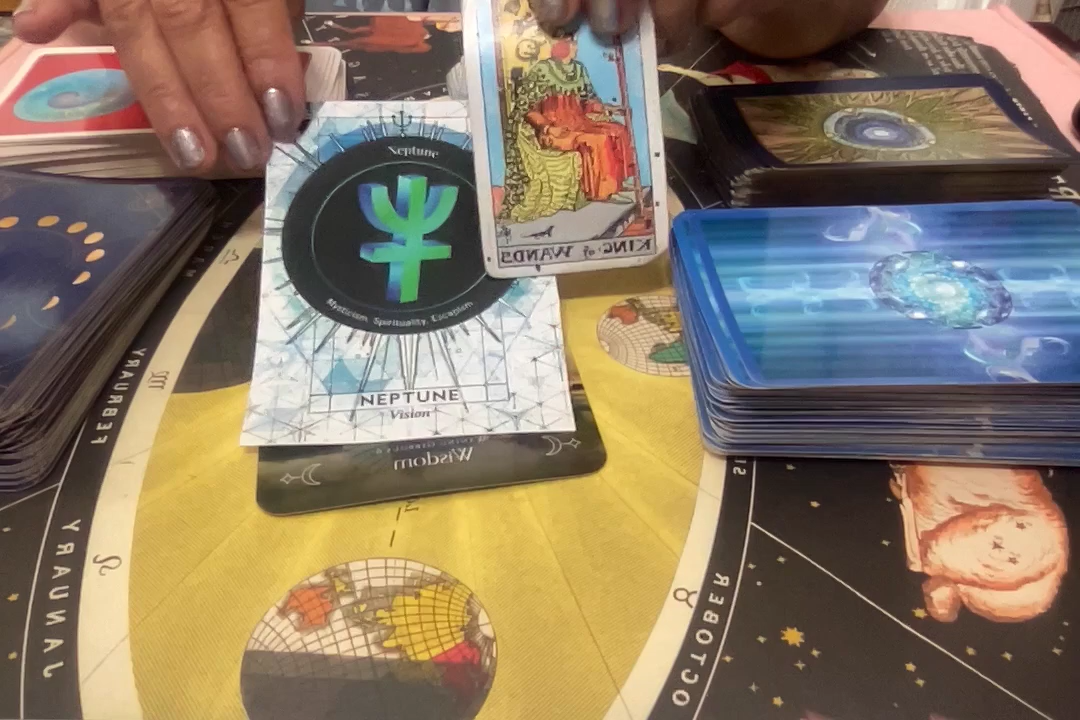 Neptune
Mysticism, Spirituality, Escapism
NEPTUNE
Vision
KING of WANDS
Wisdom
FEBRUARY
JANUARY
OCTOBER